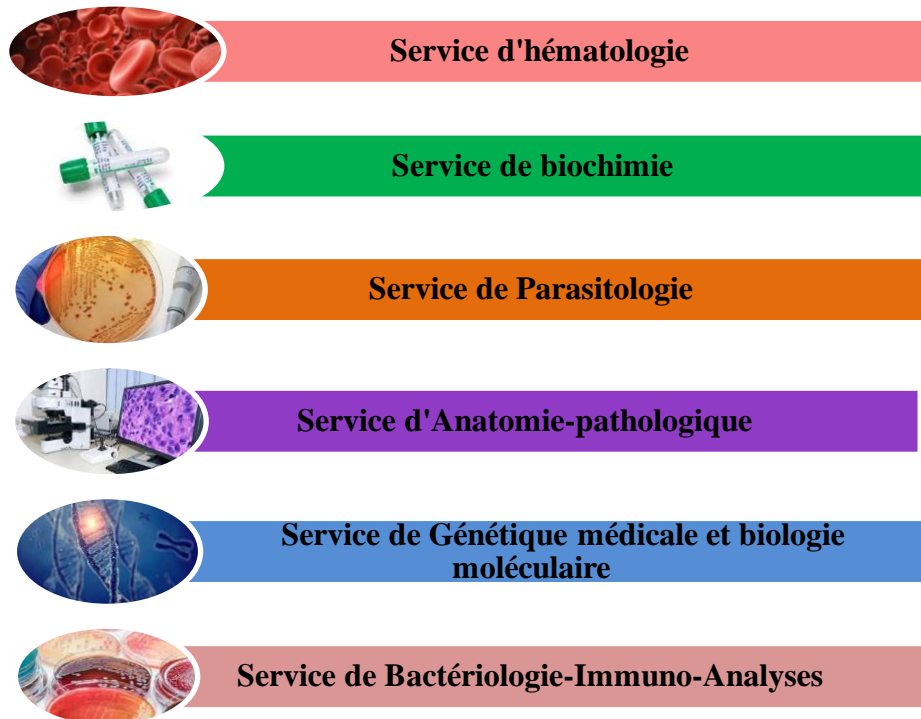 Service d'hématologie
Service de biochimie
Service de Parasitologie
Service d'Anatomie-pathologique
Service de Génétique médicale et biologie
moléculaire
Service de Bactériologie-Immuno-Analyses